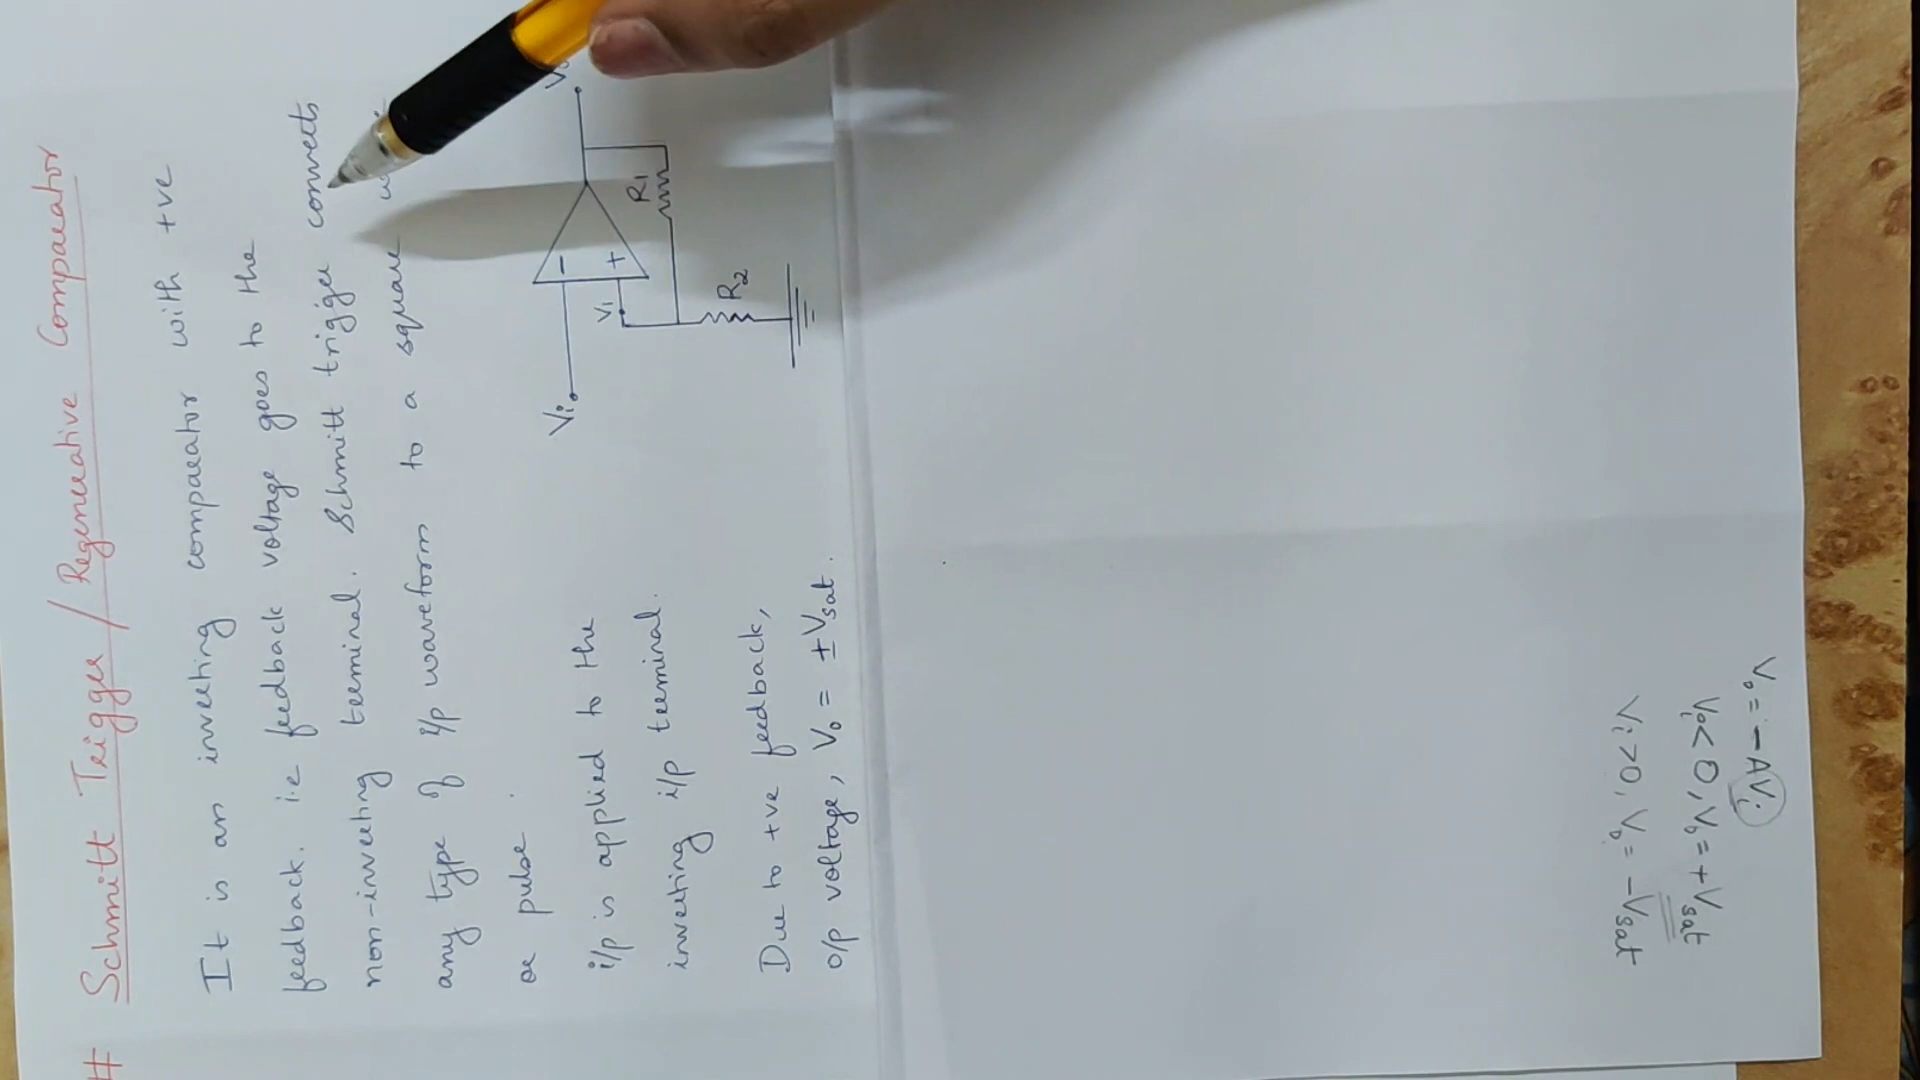 # Schmitt Trigger / Regenerative Comparator
It is an inverting comparator with +ve
feedback. i.e feedback voltage goes to the
non-inverting terminal. Schmitt trigger converts
any type of i/p waveform to a square
or pulse.
i/p is applied to the
inverting i/p terminal.
Due to +ve feedback,
o/p voltage, V₀ = ±Vsat.
Vi
V1
-
+
R1
R2
Vi>0, V₀ = -Vsat
Vi<0, V₀ = +Vsat
V₀ = -AVi